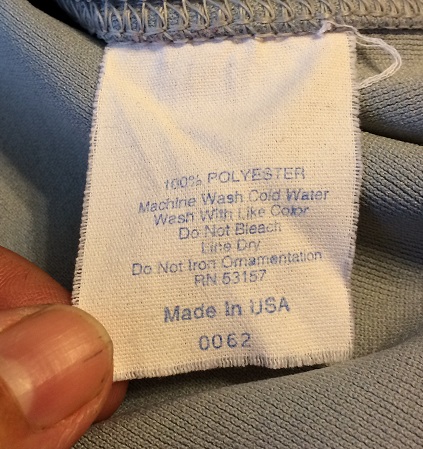 100% POLYESTER
Machine Wash Cold Water
Wash With Like Color
Do Not Bleach
Line Dry
Do Not Iron Ornamentation
RN 53157
Made In USA
0062